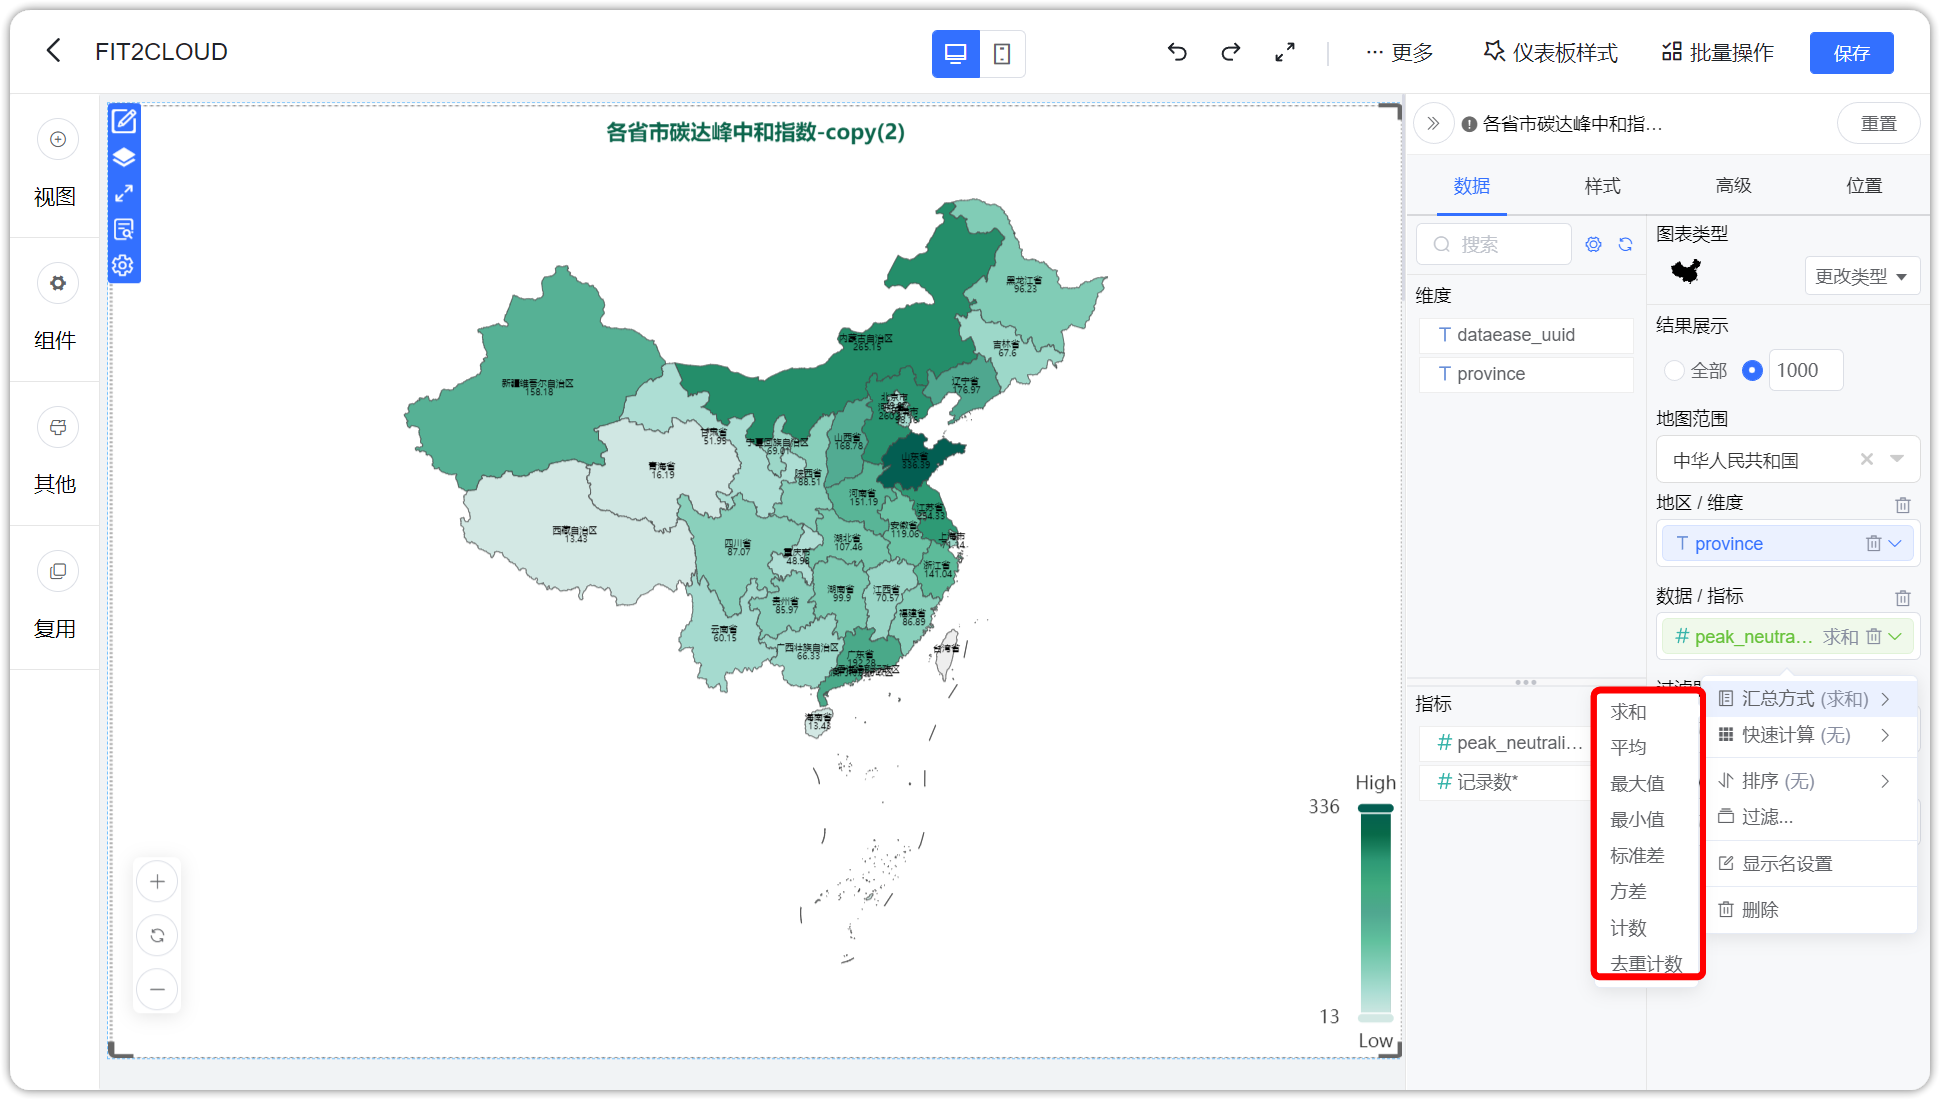 FIT2CLOUD
更多
仪表板样式
批量操作
保存
视图
组件
其他
复用
各省市碳达峰中和指数-copy(2)
黑龙江省
96.23
内蒙古自治区
265.15
吉林省
67.6
辽宁省
176.97
新疆维吾尔自治区
158.18
北京市
98.16
甘肃省
51.99
宁夏回族自治区
69.01
山西省
168.78
山东省
336.39
青海省
16.19
陕西省
88.51
河南省
151.19
江苏省
254.33
西藏自治区
13.43
安徽省
119.06
四川省
87.07
重庆市
48.98
湖北省
107.46
上海市
71.14
浙江省
141.04
湖南省
99.9
江西省
70.57
贵州省
85.97
福建省
86.89
云南省
60.15
广西壮族自治区
66.33
广东省
192.28
台湾省
海南省
13.43
High
336
13
Low
各省市碳达峰中和指...
重置
数据
样式
高级
位置
搜索
维度
T dataease_uuid
T province
指标
# peak_neutrali...
# 记录数*
图表类型
更改类型
结果展示
全部
1000
地图范围
中华人民共和国
地区 / 维度
T province
数据 / 指标
# peak_neutra... 求和
汇总方式 (求和)
快速计算 (无)
排序 (无)
过滤...
显示名设置
删除
求和
平均
最大值
最小值
标准差
方差
计数
去重计数